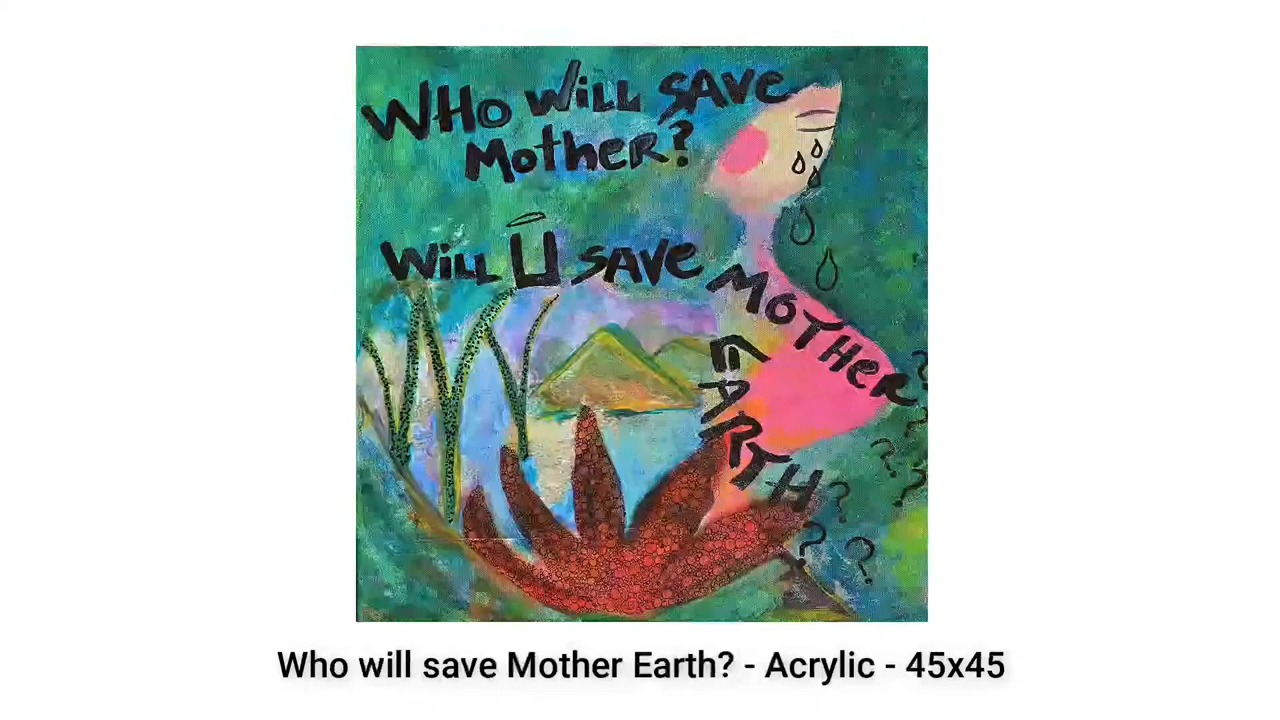 WHO WiLL SAVe
MotheR?
WiLL Ū SAVe MOTHeR
EARTH? ? ?
? ? ? ? ?
Who will save Mother Earth? - Acrylic - 45x45